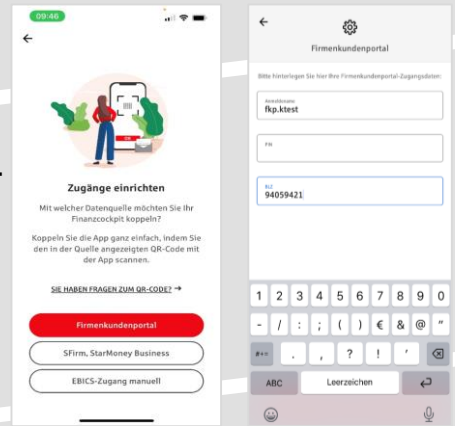 09:46
Zugänge einrichten
Mit welcher Datenquelle möchten Sie Ihr
Finanzcockpit koppeln?
Koppeln Sie die App ganz einfach, indem Sie
den in der Quelle angezeigten QR-Code mit
der App scannen.
SIE HABEN FRAGEN ZUM QR-CODE? →
Firmenkundenportal
SFirm, StarMoney Business
EBICS-Zugang manuell
Firmenkundenportal
Bitte hinterlegen Sie hier Ihre Firmenkundenportal-Zugangsdaten:
Anmeldename
fkp.ktest
PIN
BLZ
94059421
1 2 3 4 5 6 7 8 9 0
- / : ; ( ) € & @ "
#+= . , ? ! '
ABC Leerzeichen